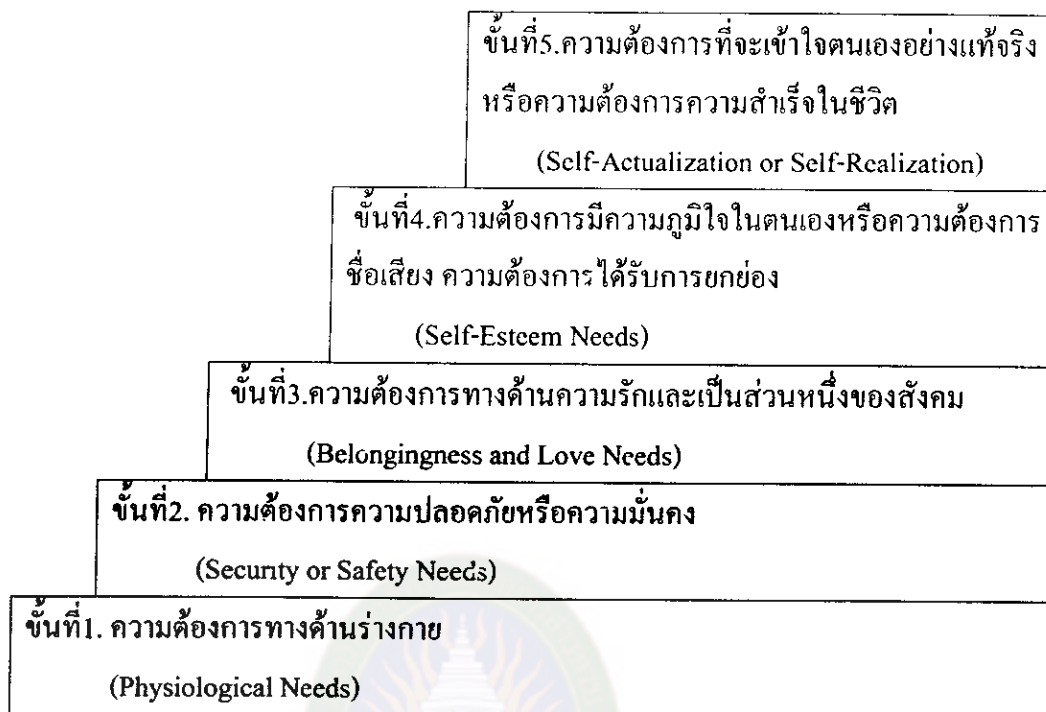 ขั้นที่5.ความต้องการที่จะเข้าใจตนเองอย่างแท้จริง
หรือความต้องการความสำเร็จในชีวิต
(Self-Actualization or Self-Realization)
ขั้นที่4.ความต้องการมีความภูมิใจในตนเองหรือความต้องการ
ชื่อเสียง ความต้องการได้รับการยกย่อง
(Self-Esteem Needs)
ขั้นที่3.ความต้องการทางด้านความรักและเป็นส่วนหนึ่งของสังคม
(Belongingness and Love Needs)
ขั้นที่2. ความต้องการความปลอดภัยหรือความมั่นคง
(Security or Safety Needs)
ขั้นที่1. ความต้องการทางด้านร่างกาย
(Physiological Needs)